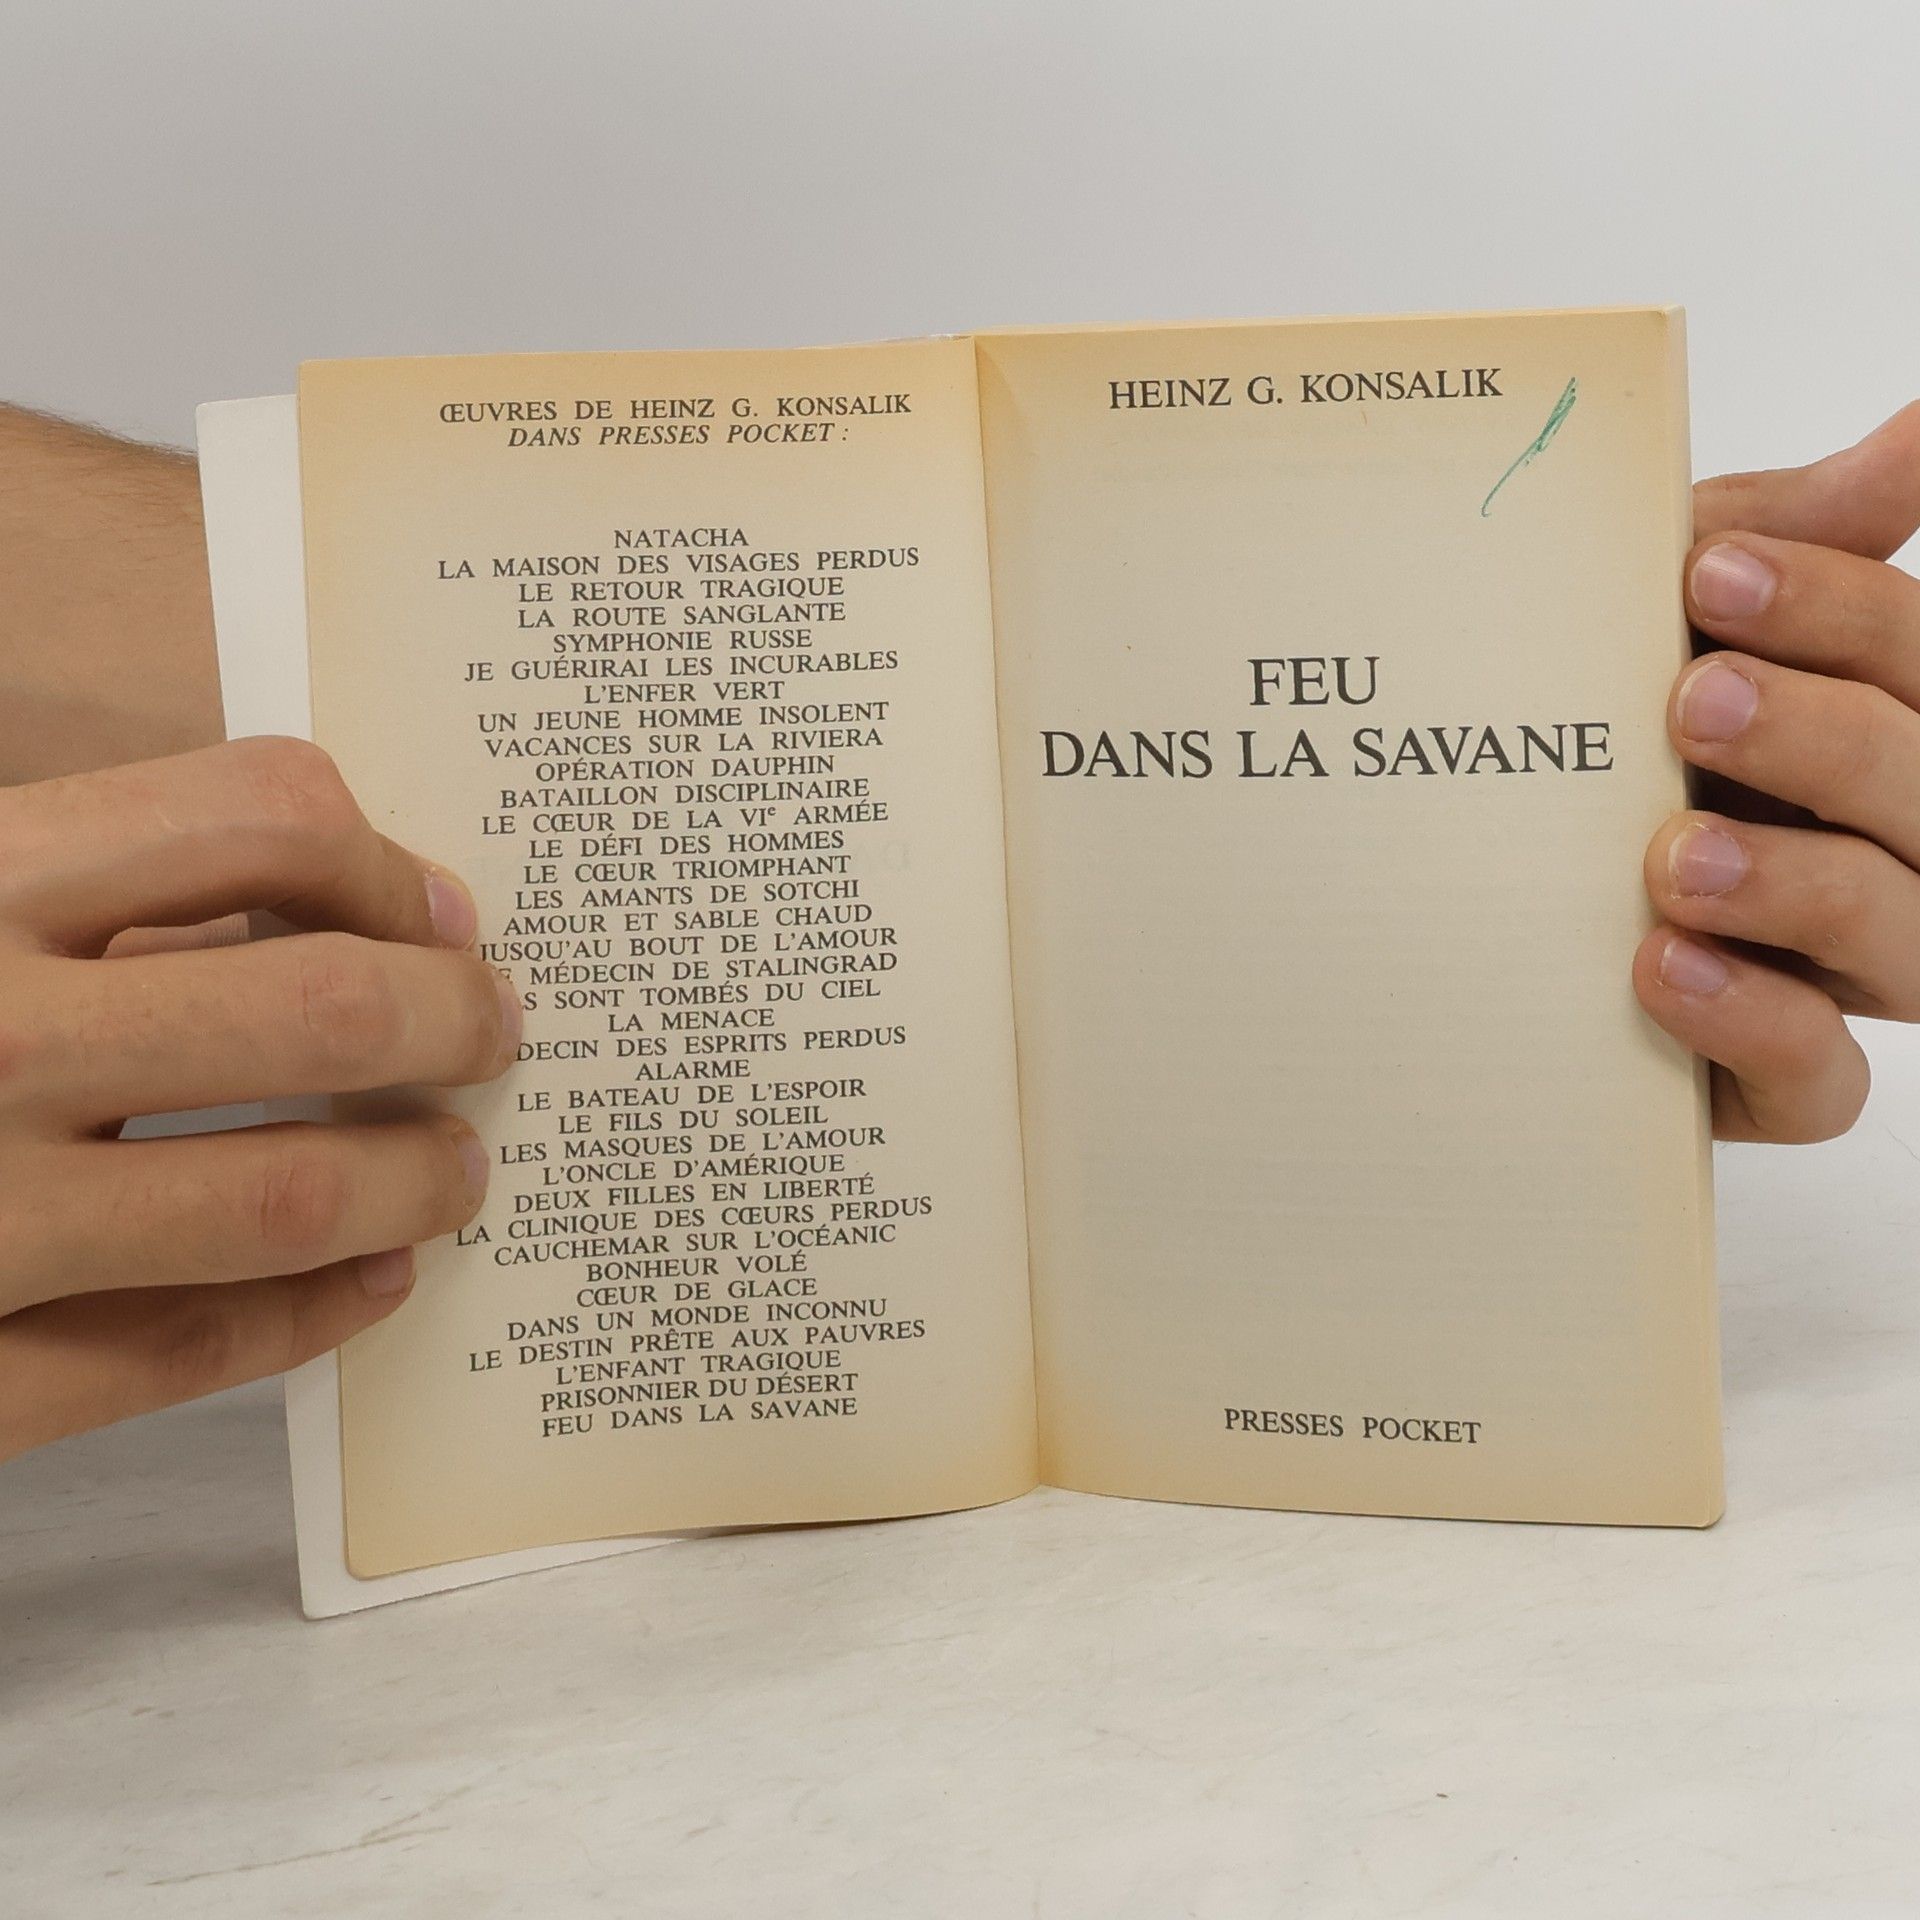 ŒUVRES DE HEINZ G. KONSALIK
DANS PRESSES POCKET :
NATACHA
LA MAISON DES VISAGES PERDUS
LE RETOUR TRAGIQUE
LA ROUTE SANGLANTE
SYMPHONIE RUSSE
JE GUÉRIRAI LES INCURABLES
L'ENFER VERT
UN JEUNE HOMME INSOLENT
VACANCES SUR LA RIVIERA
OPÉRATION DAUPHIN
BATAILLON DISCIPLINAIRE
LE CŒUR DE LA VIe ARMÉE
LE DÉFI DES HOMMES
LE CŒUR TRIOMPHANT
LES AMANTS DE SOTCHI
AMOUR ET SABLE CHAUD
JUSQU'AU BOUT DE L'AMOUR
MÉDECIN DE STALINGRAD
SONT TOMBÉS DU CIEL
LA MENACE
DES ESPRITS PERDUS
ALARME
LE BATEAU DE L'ESPOIR
LE FILS DU SOLEIL
LES MASQUES DE L'AMOUR
L'ONCLE D'AMÉRIQUE
DEUX FILLES EN LIBERTÉ
LA CLINIQUE DES CŒURS PERDUS
CAUCHEMAR SUR L'OCÉANIC
BONHEUR VOLÉ
CŒUR DE GLACE
DANS UN MONDE INCONNU
LE DESTIN PRÊTE AUX PAUVRES
L'ENFANT TRAGIQUE
PRISONNIER DU DÉSERT
FEU DANS LA SAVANE
HEINZ G. KONSALIK
FEU
DANS LA SAVANE
PRESSES POCKET